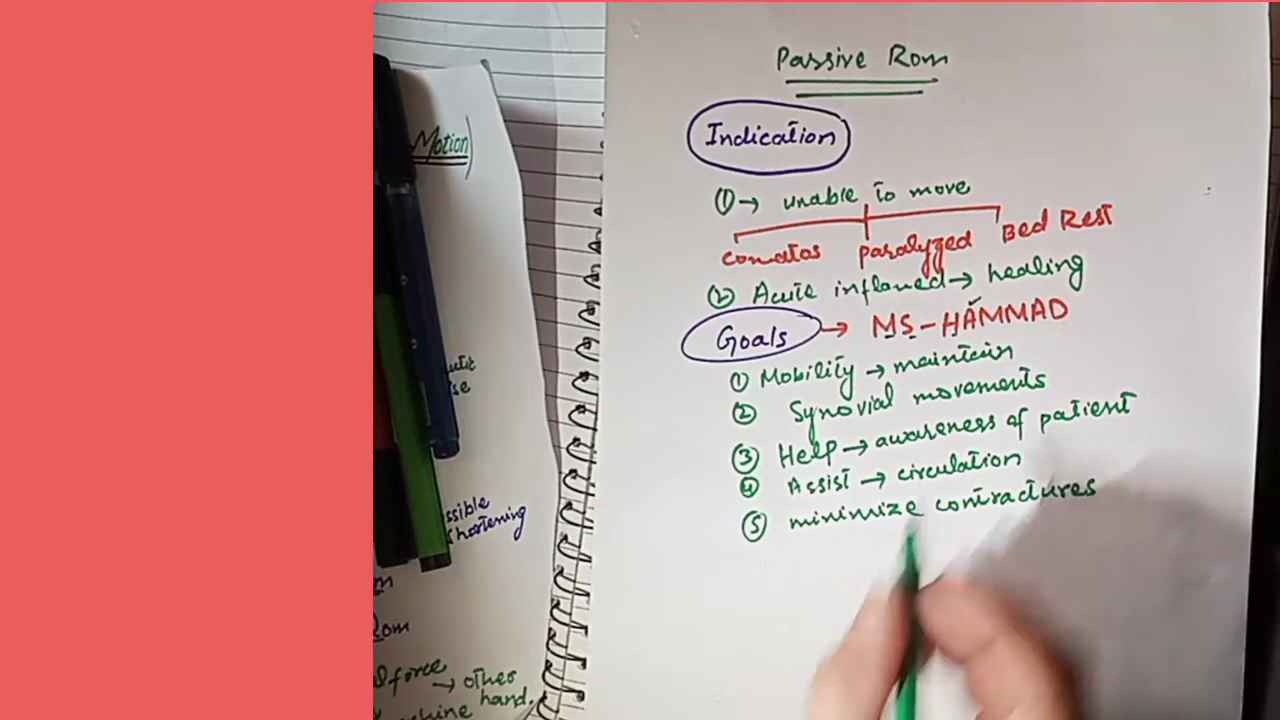 Passive Rom
Indication
① → unable to move
comatos paralyzed Bed Rest
② Acute inflamed → healing
Goals → MS - HAMMAD
① Mobility → maintain
② Synovial movements
③ Help → awareness of patient
④ Assist → circulation
⑤ minimize contractures
Motion)
ssible
shortening
Rom
force → other
hand.